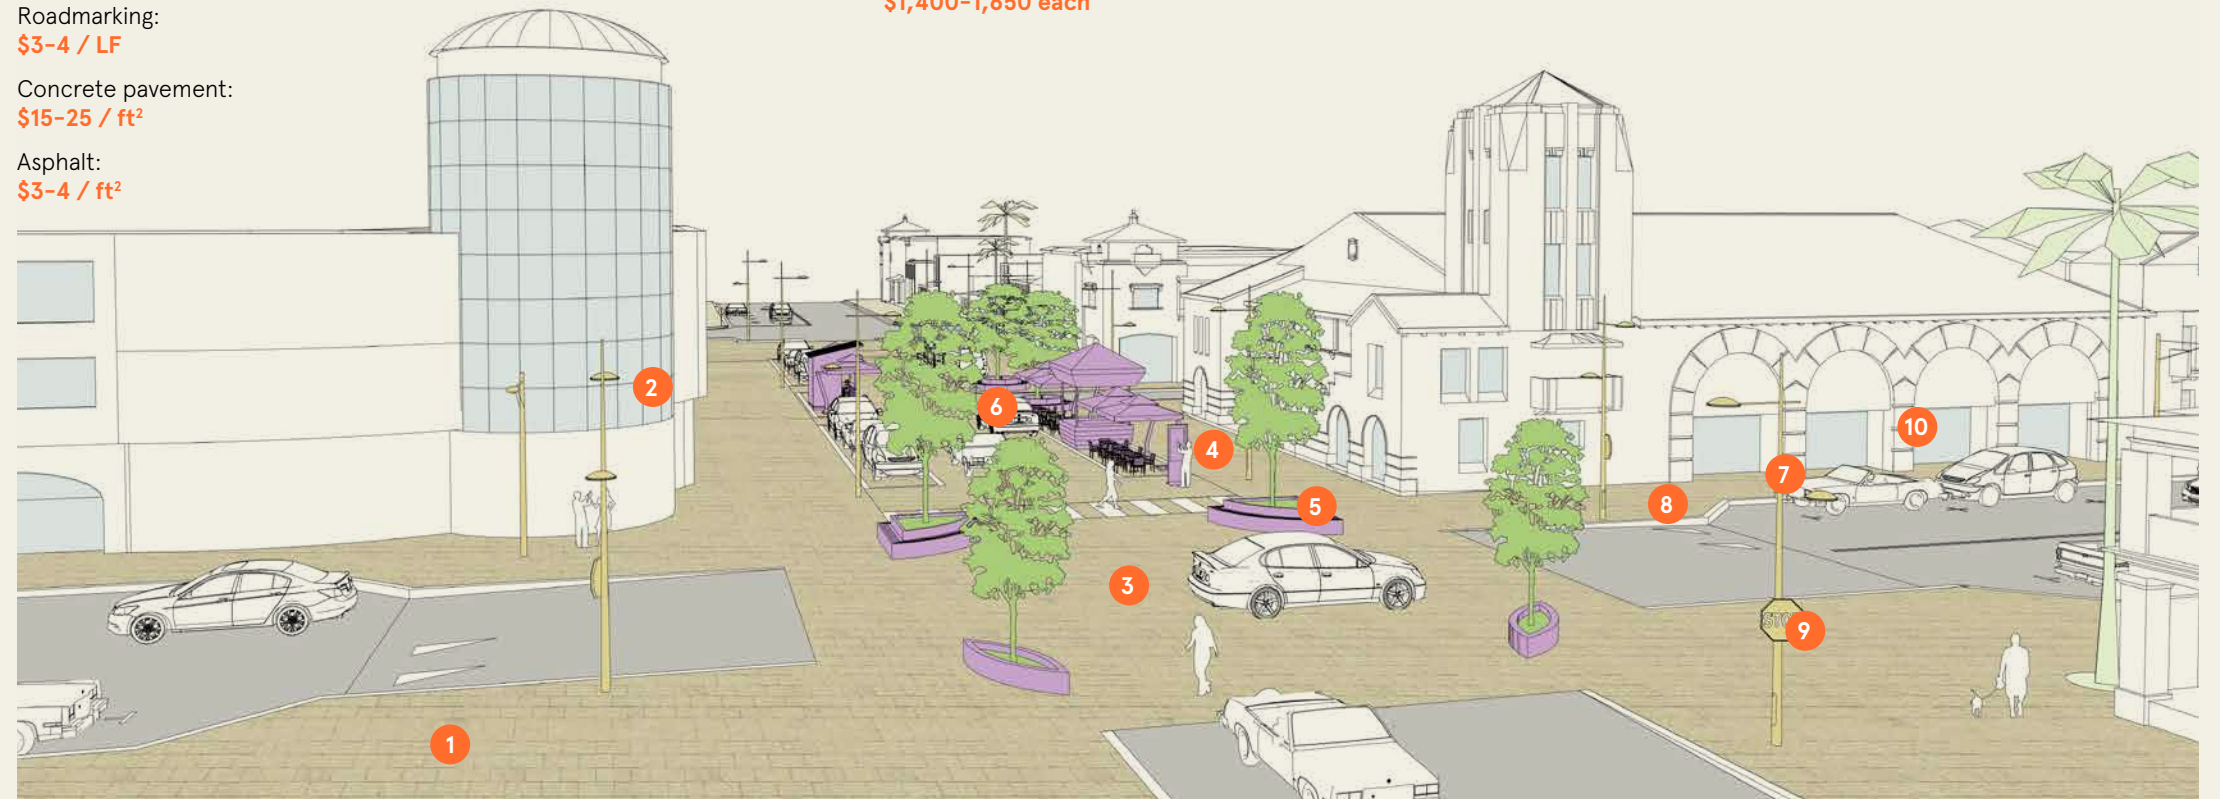 Roadmarking:
$3-4 / LF
Concrete pavement:
$15-25 / ft²
Asphalt:
$3-4 / ft²
$1,400-1,650 each
2
6
4
10
7
8
5
3
9
1